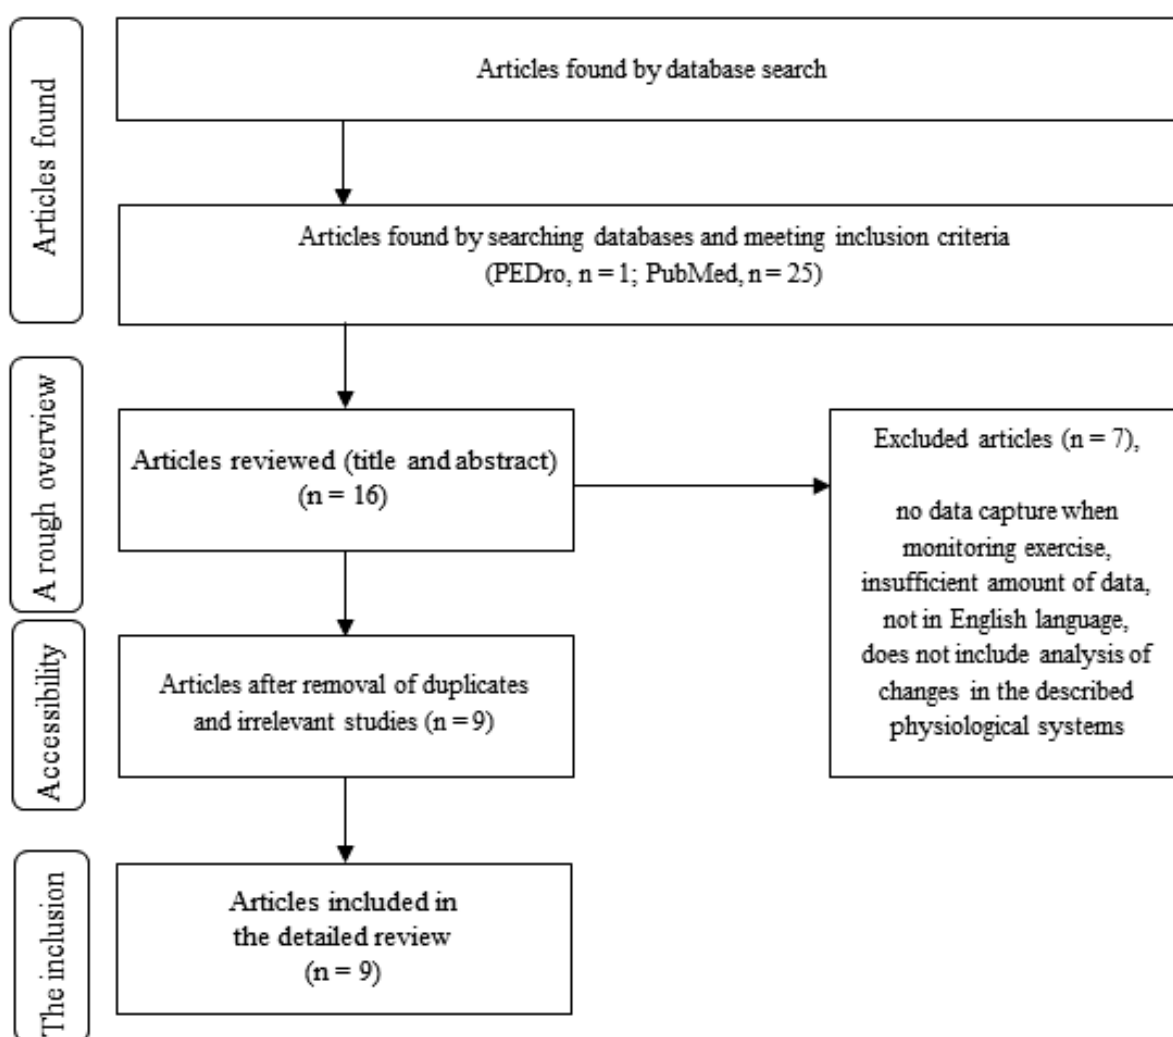 Articles found
Articles found by database search
Articles found by searching databases and meeting inclusion criteria
(PEDro, n = 1; PubMed, n = 25)
A rough overview
Articles reviewed (title and abstract)
(n = 16)
Excluded articles (n = 7),
no data capture when
monitoring exercise,
insufficient amount of data,
not in English language,
does not include analysis of
changes in the described
physiological systems
Accessibility
Articles after removal of duplicates
and irrelevant studies (n = 9)
The inclusion
Articles included in
the detailed review
(n = 9)